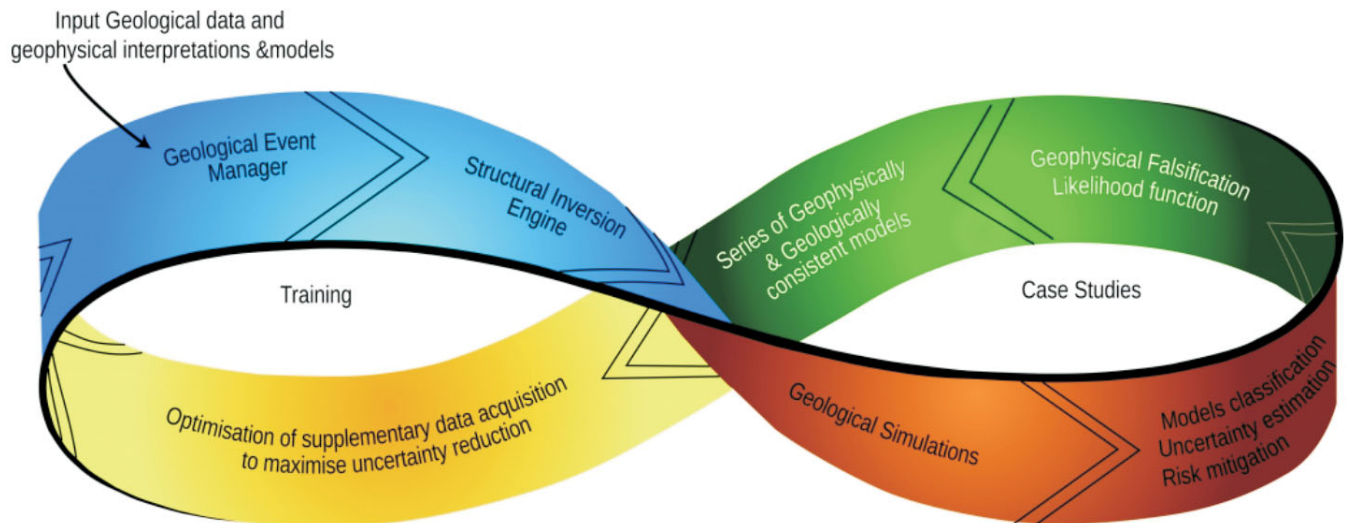 Input Geological data and
geophysical interpretations &models
Geological Event
Manager
Structural Inversion
Engine
Training
Series of Geophysically
& Geologically
consistent models
Geophysical Falsification
Likelihood function
Case Studies
Optimisation of supplementary data acquisition
to maximise uncertainty reduction
Geological Simulations
Models classification
Uncertainty estimation
Risk mitigation